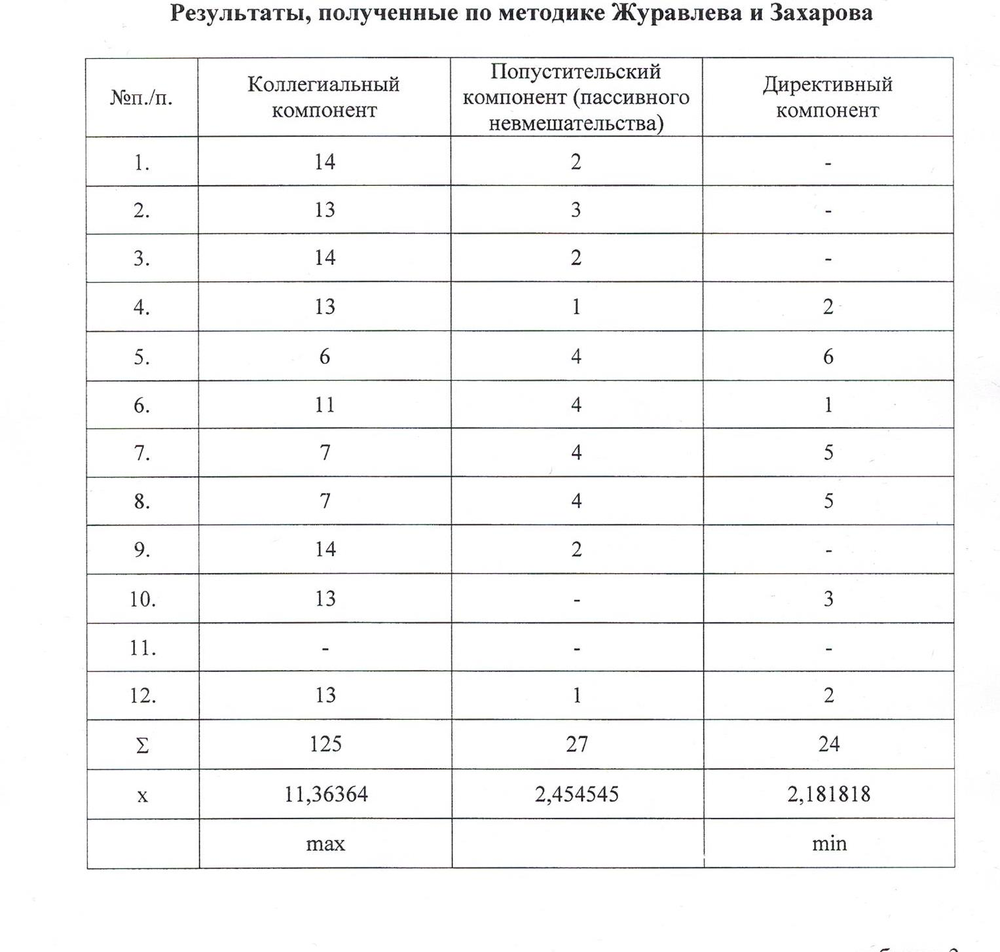 Результаты, полученные по методике Журавлева и Захарова
№п./п. Коллегиальный компонент Попустительский компонент (пассивного невмешательства) Директивный компонент
1. 14 2 -
2. 13 3 -
3. 14 2 -
4. 13 1 2
5. 6 4 6
6. 11 4 1
7. 7 4 5
8. 7 4 5
9. 14 2 -
10. 13 - 3
11. - - -
12. 13 1 2
Σ 125 27 24
x 11,36364 2,454545 2,181818
max min